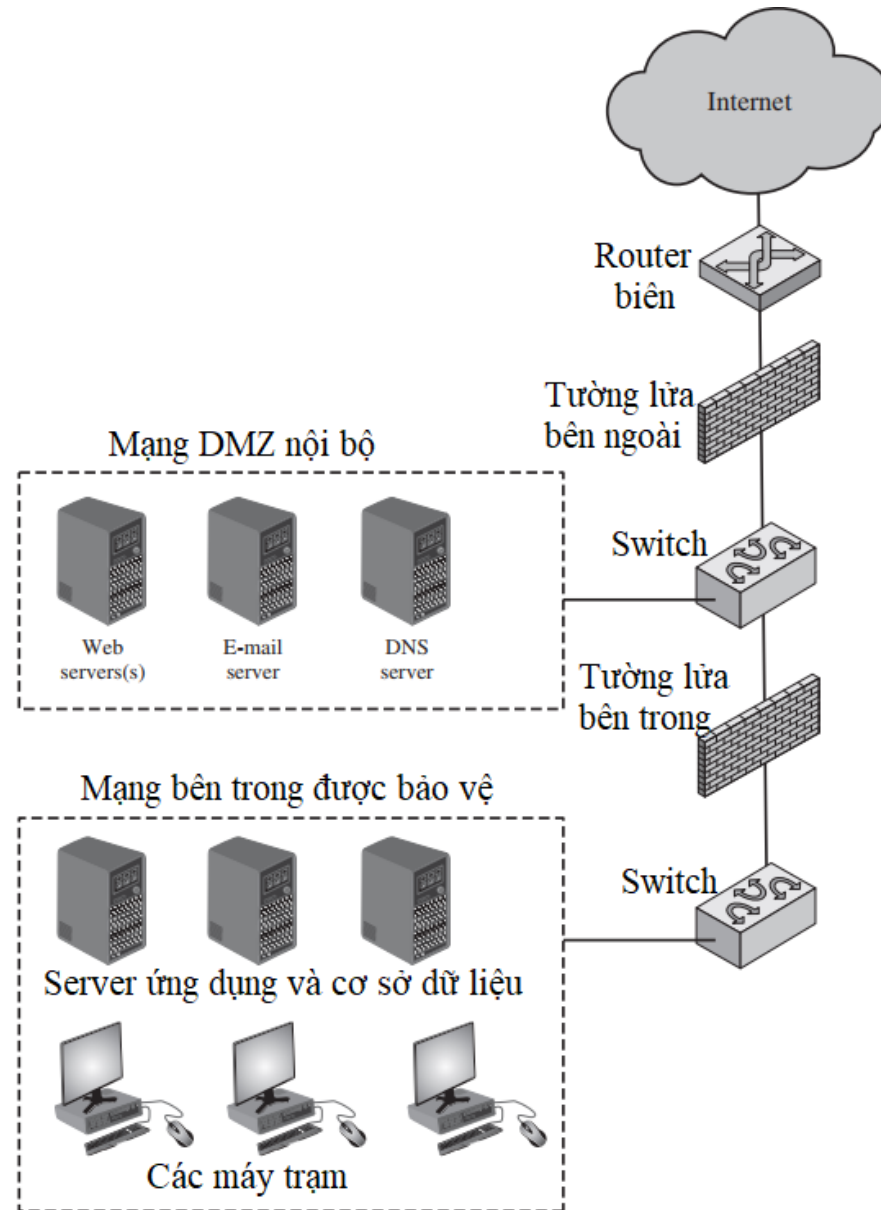 Internet
Router
biên
Tường lửa
bên ngoài
Mạng DMZ nội bộ
Switch
Web
servers(s)
E-mail
server
DNS
server
Tường lửa
bên trong
Mạng bên trong được bảo vệ
Switch
Server ứng dụng và cơ sở dữ liệu
Các máy trạm